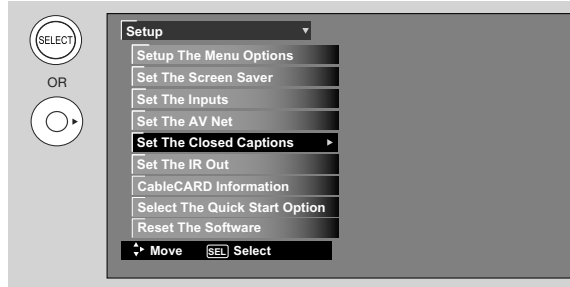 SELECT
OR
Setup
Setup The Menu Options
Set The Screen Saver
Set The Inputs
Set The AV Net
Set The Closed Captions
Set The IR Out
CableCARD Information
Select The Quick Start Option
Reset The Software
Move SEL Select